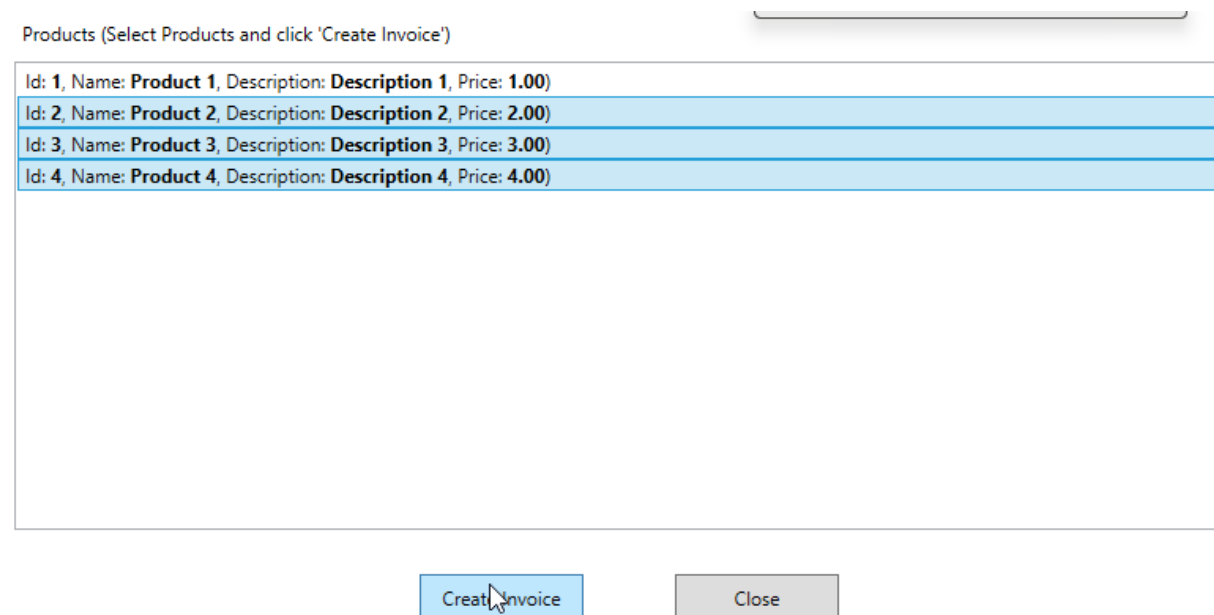 Products (Select Products and click 'Create Invoice')
Id: 1, Name: Product 1, Description: Description 1, Price: 1.00)
Id: 2, Name: Product 2, Description: Description 2, Price: 2.00)
Id: 3, Name: Product 3, Description: Description 3, Price: 3.00)
Id: 4, Name: Product 4, Description: Description 4, Price: 4.00)
Create Invoice Close